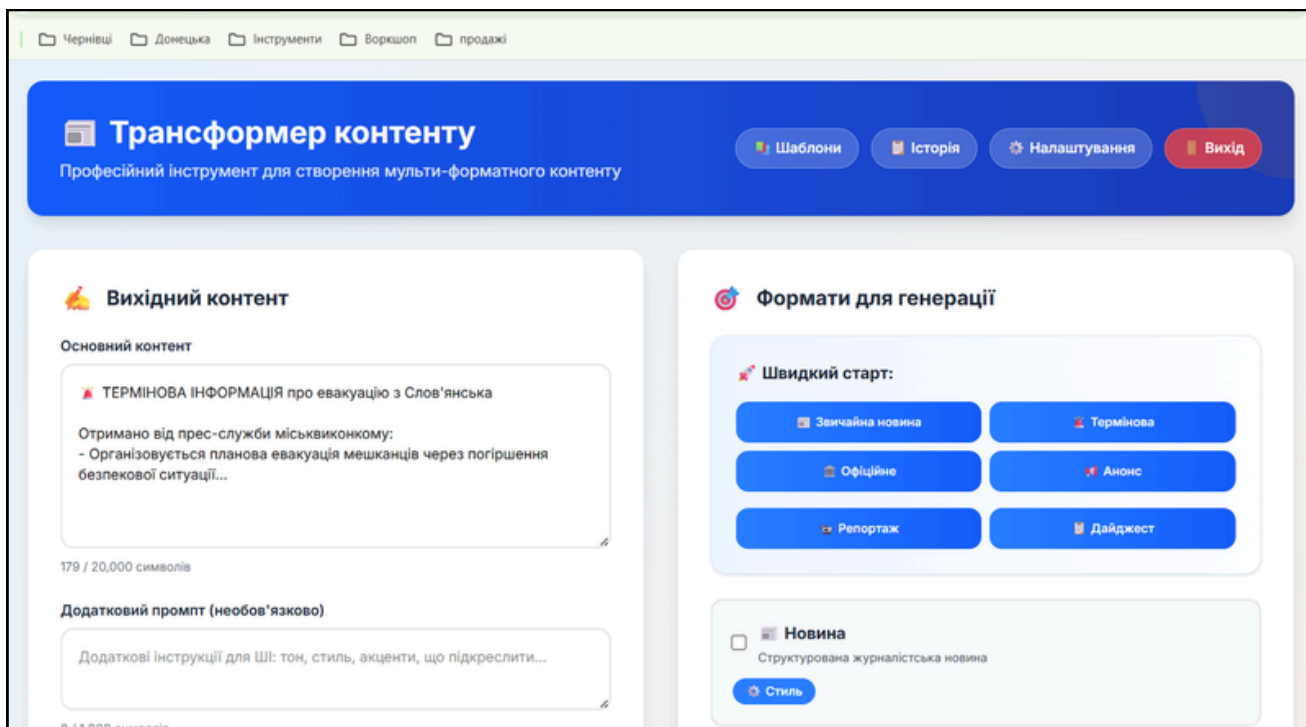 Чернівці Донецька Інструменти Воркшоп продажі
Трансформер контенту
Професійний інструмент для створення мульти-форматного контенту
Шаблони Історія Налаштування Вихід
Вихідний контент
Основний контент
ТЕРМІНОВА ІНФОРМАЦІЯ про евакуацію з Слов'янська
Отримано від прес-служби міськвиконкому:
- Організовується планова евакуація мешканців через погіршення
безпекової ситуації...
179 / 20,000 символів
Додатковий промпт (необов'язково)
Додаткові інструкції для ШІ: тон, стиль, акценти, що підкреслити...
Формати для генерації
Швидкий старт:
Звичайна новина Термінова
Офіційне Анонс
Репортаж Дайджест
Новина
Структурована журналістська новина
Стиль